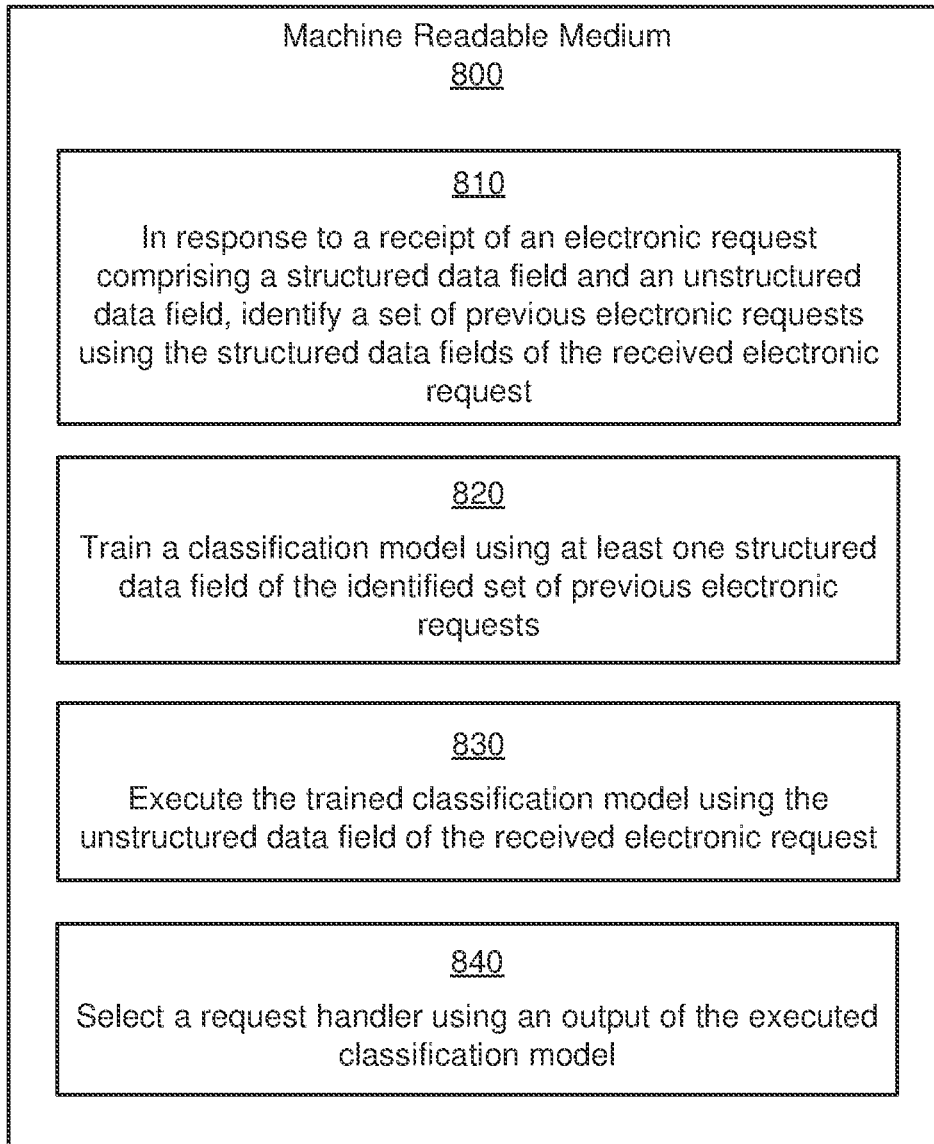 Machine Readable Medium
800
810
In response to a receipt of an electronic request
comprising a structured data field and an unstructured
data field, identify a set of previous electronic requests
using the structured data fields of the received electronic
request
820
Train a classification model using at least one structured
data field of the identified set of previous electronic
requests
830
Execute the trained classification model using the
unstructured data field of the received electronic request
840
Select a request handler using an output of the executed
classification model